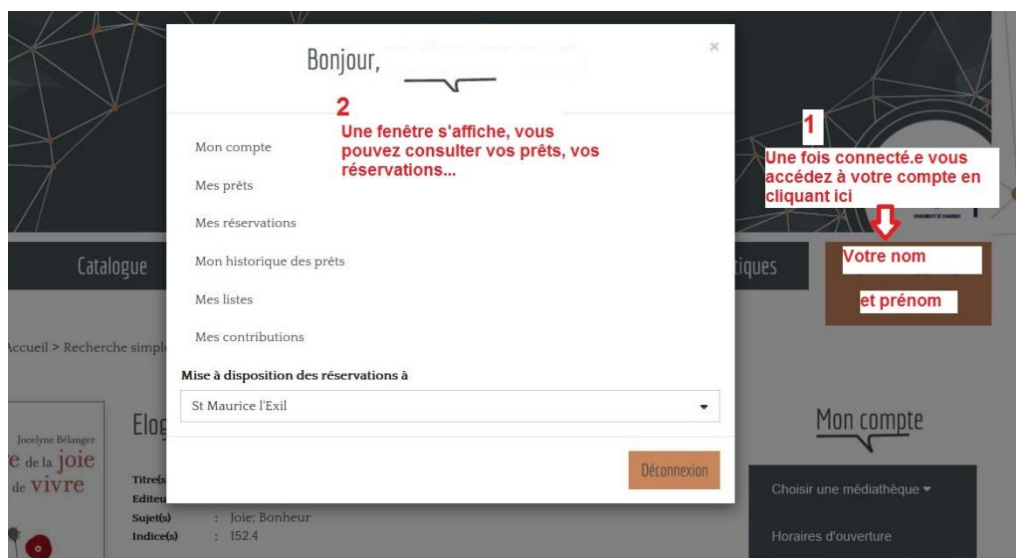 Bonjour,
×
2
Une fenêtre s'affiche, vous
pouvez consulter vos prêts, vos
réservations...
1
Une fois connecté.e vous
accédez à votre compte en
cliquant ici
Mon compte
Mes prêts
Mes réservations
Mon historique des prêts
Mes listes
Mes contributions
Mise à disposition des réservations à
St Maurice l'Exil
Déconnexion
Catalogue
tiques
Votre nom
et prénom
Accueil > Recherche simpl
Jocelyne Bélanger
e de la joie
de vivre
Elog
Titre(s
Editeu
Sujet(s) : Joie; Bonheur
Indice(s) : 152.4
Mon compte
Choisir une médiathèque
Horaires d'ouverture